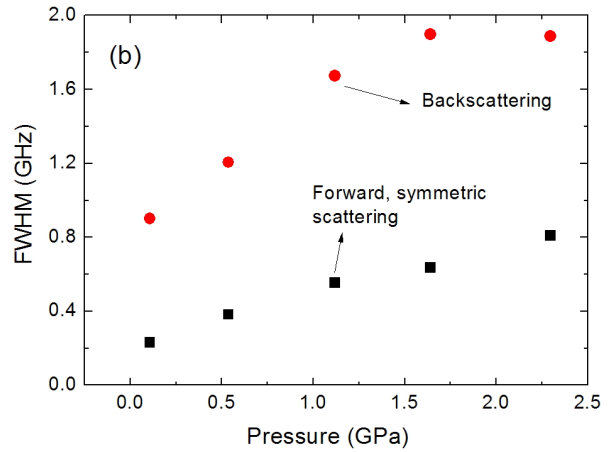 2.0
(b)
1.6
Backscattering
1.2
Forward, symmetric
scattering
0.8
0.4
0.0
FWHM (GHz)
0.0 0.5 1.0 1.5 2.0 2.5
Pressure (GPa)